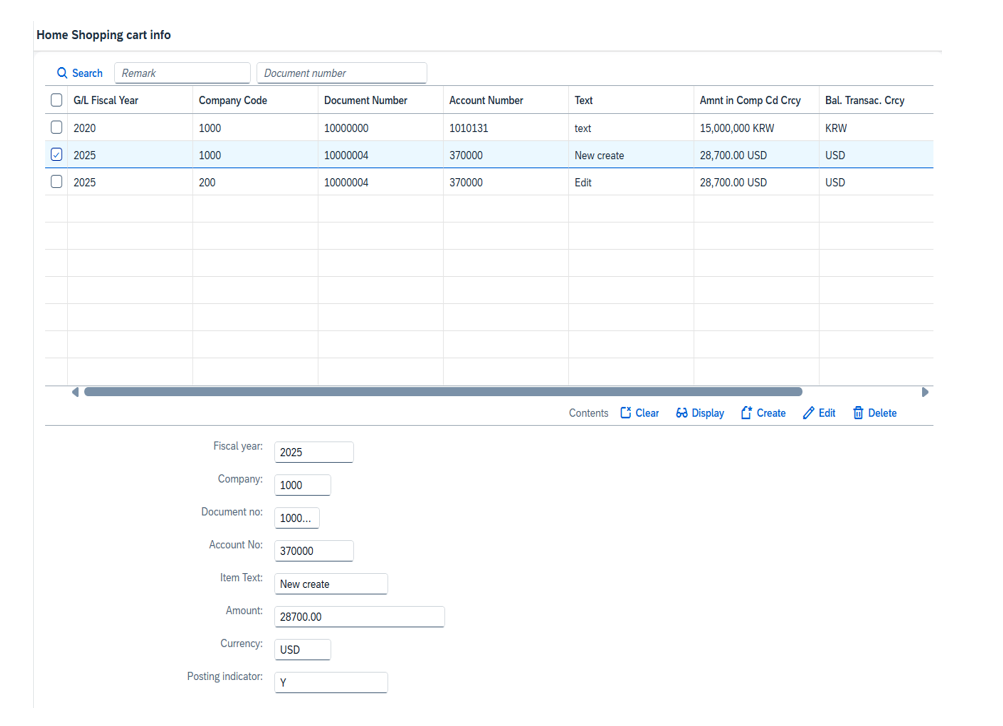 Home Shopping cart info
Search Remark Document number
G/L Fiscal Year Company Code Document Number Account Number Text Amnt in Comp Cd Crcy Bal. Transac. Crcy
2020 1000 10000000 1010131 text 15,000,000 KRW KRW
2025 1000 10000004 370000 New create 28,700.00 USD USD
2025 200 10000004 370000 Edit 28,700.00 USD USD
Contents Clear Display Create Edit Delete
Fiscal year: 2025
Company: 1000
Document no: 1000...
Account No: 370000
Item Text: New create
Amount: 28700.00
Currency: USD
Posting indicator: Y